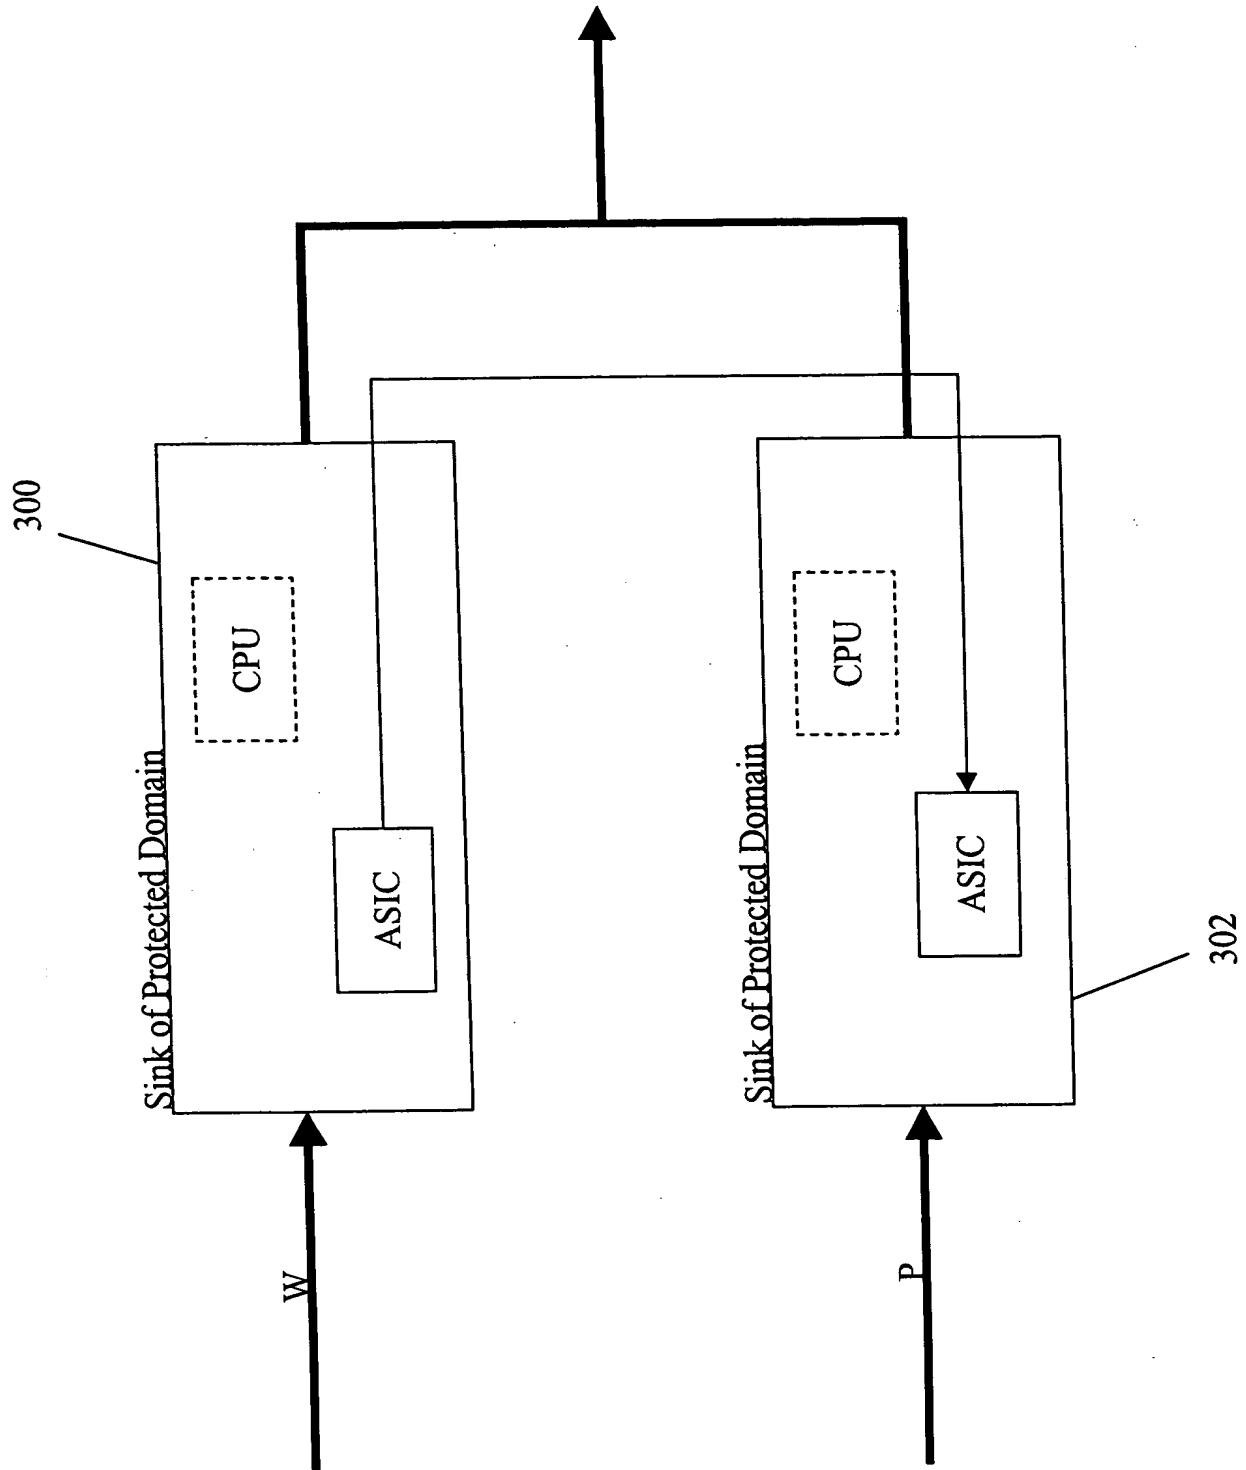 300
Sink of Protected Domain
CPU
ASIC
W
Sink of Protected Domain
CPU
ASIC
P
302